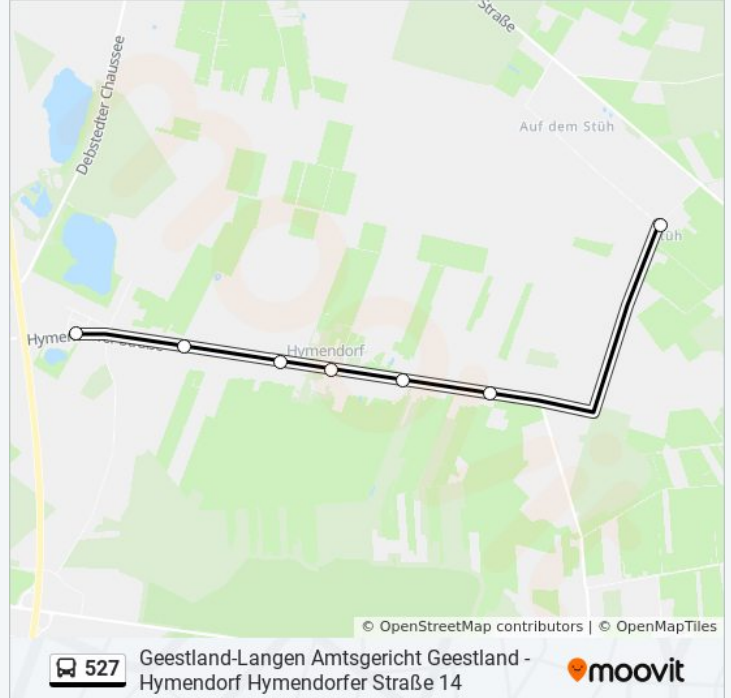 Straße
Debstedter Chaussee
Auf dem Stüh
Hymendorf
© OpenStreetMap contributors | © OpenMapTiles
527
Geestland-Langen Amtsgericht Geestland -
Hymendorf Hymendorfer Straße 14
moovit